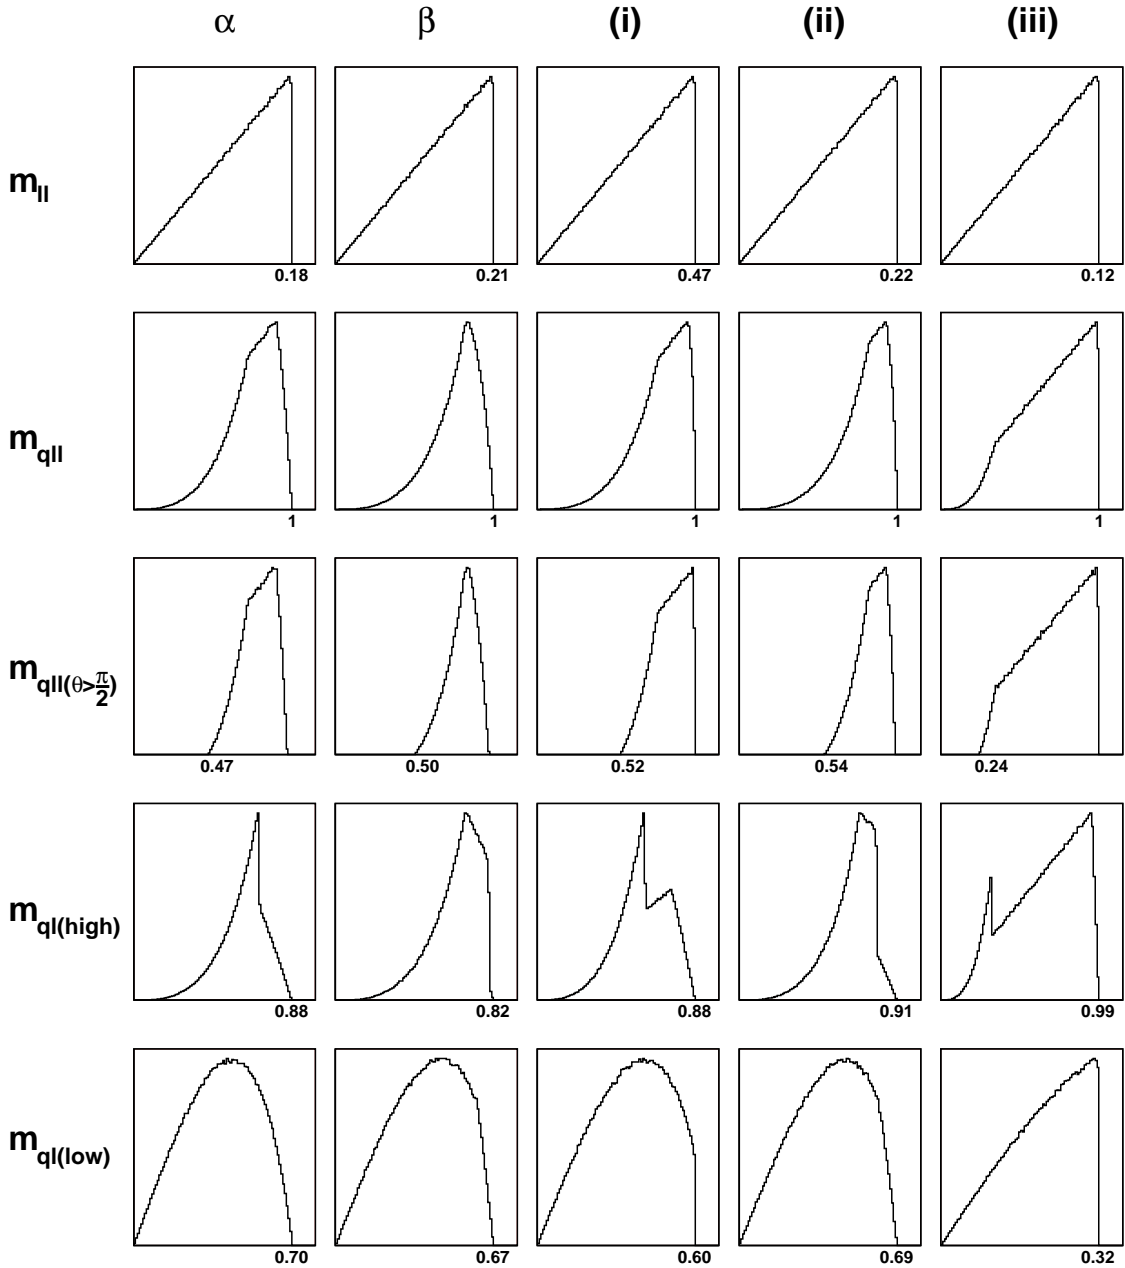 α β (i) (ii) (iii)
m_ll
0.18 0.21 0.47 0.22 0.12
m_qll
1 1 1 1 1
m_qll(θ>π/2)
0.47 0.50 0.52 0.54 0.24
m_ql(high)
0.88 0.82 0.88 0.91 0.99
m_ql(low)
0.70 0.67 0.60 0.69 0.32